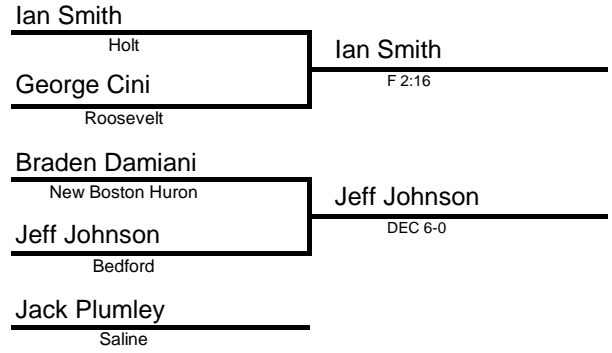 Ian Smith
Holt
Ian Smith
F 2:16
George Cini
Roosevelt
Braden Damiani
New Boston Huron
Jeff Johnson
DEC 6-0
Jeff Johnson
Bedford
Jack Plumley
Saline